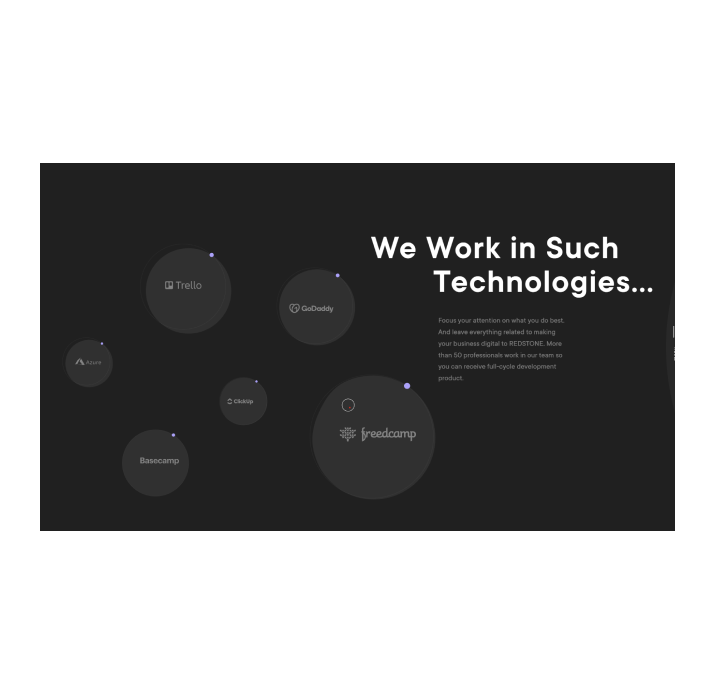 We Work in Such
Technologies...
Focus your attention on what you do best.
And leave everything related to making
your business digital to REDSTONE. More
than 50 professionals work in our team so
you can receive full-cycle development
product.
Trello
GoDaddy
Azure
ClickUp
freedcamp
Basecamp